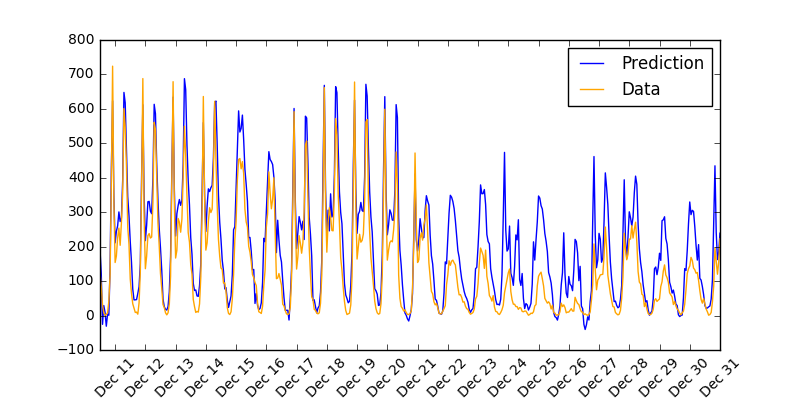 800
700
600
500
400
300
200
100
0
−100
Prediction
Data
Dec 11
Dec 12
Dec 13
Dec 14
Dec 15
Dec 16
Dec 17
Dec 18
Dec 19
Dec 20
Dec 21
Dec 22
Dec 23
Dec 24
Dec 25
Dec 26
Dec 27
Dec 28
Dec 29
Dec 30
Dec 31